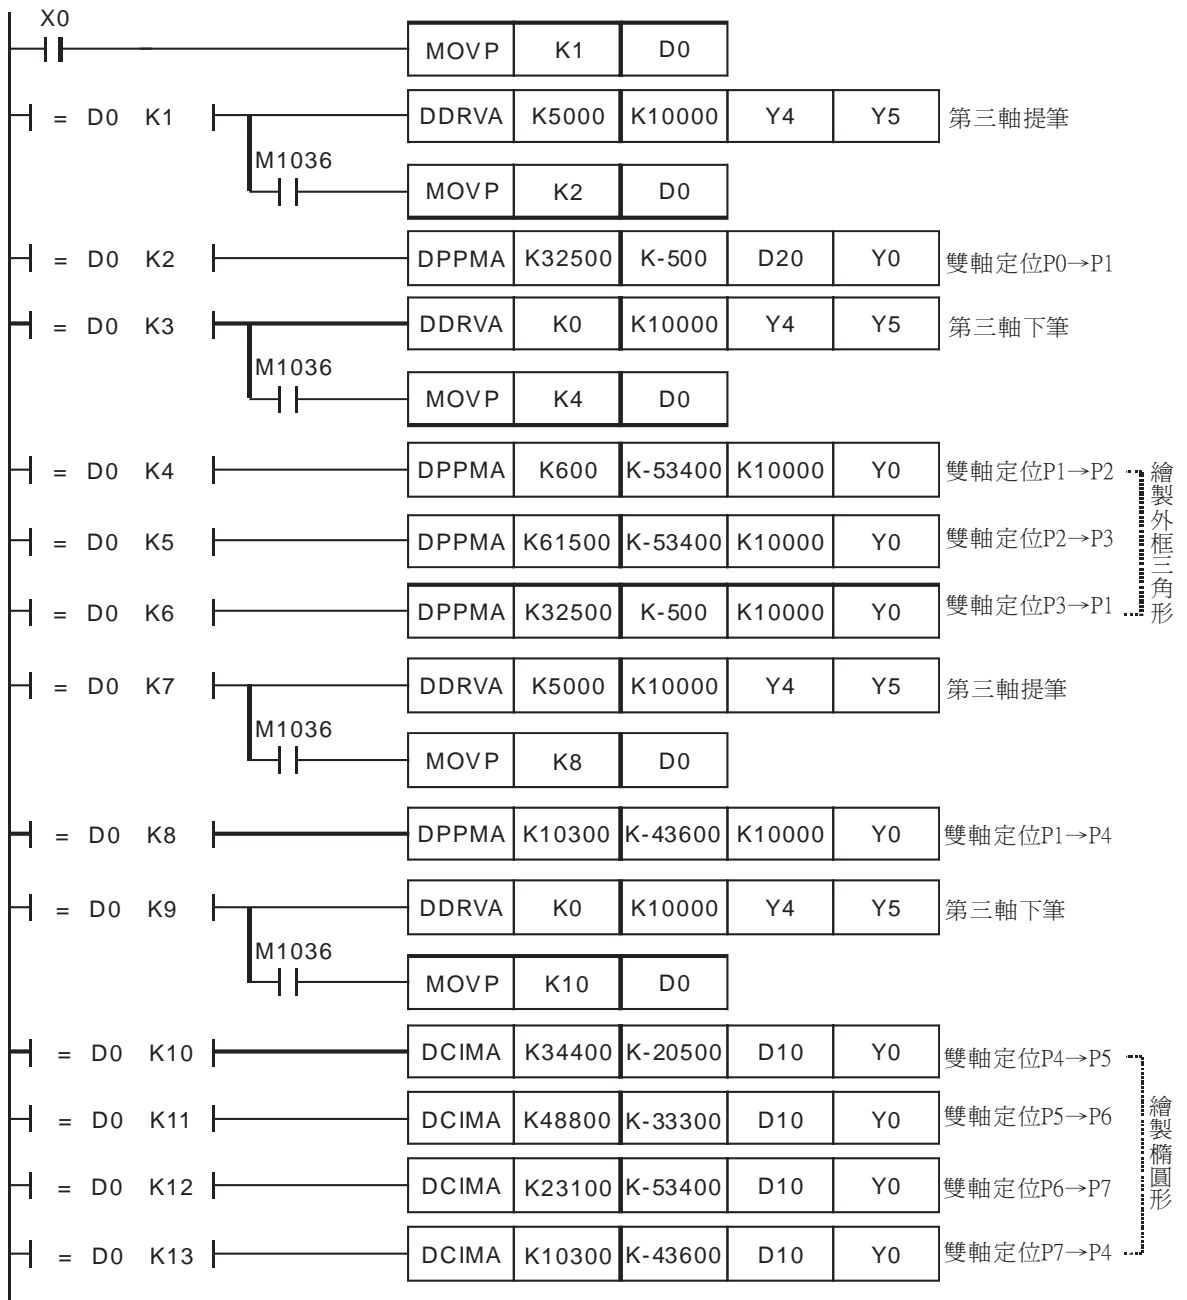 X0
MOVP K1 D0
= D0 K1 DDRVA K5000 K10000 Y4 Y5 第三軸提筆
M1036
MOVP K2 D0
= D0 K2 DPPMA K32500 K-500 D20 Y0 雙軸定位P0→P1
= D0 K3 DDRVA K0 K10000 Y4 Y5 第三軸下筆
M1036
MOVP K4 D0
= D0 K4 DPPMA K600 K-53400 K10000 Y0 雙軸定位P1→P2
= D0 K5 DPPMA K61500 K-53400 K10000 Y0 雙軸定位P2→P3
= D0 K6 DPPMA K32500 K-500 K10000 Y0 雙軸定位P3→P1
繪製外框三角形
= D0 K7 DDRVA K5000 K10000 Y4 Y5 第三軸提筆
M1036
MOVP K8 D0
= D0 K8 DPPMA K10300 K-43600 K10000 Y0 雙軸定位P1→P4
= D0 K9 DDRVA K0 K10000 Y4 Y5 第三軸下筆
M1036
MOVP K10 D0
= D0 K10 DCIMA K34400 K-20500 D10 Y0 雙軸定位P4→P5
= D0 K11 DCIMA K48800 K-33300 D10 Y0 雙軸定位P5→P6
= D0 K12 DCIMA K23100 K-53400 D10 Y0 雙軸定位P6→P7
= D0 K13 DCIMA K10300 K-43600 D10 Y0 雙軸定位P7→P4
繪製橢圓形